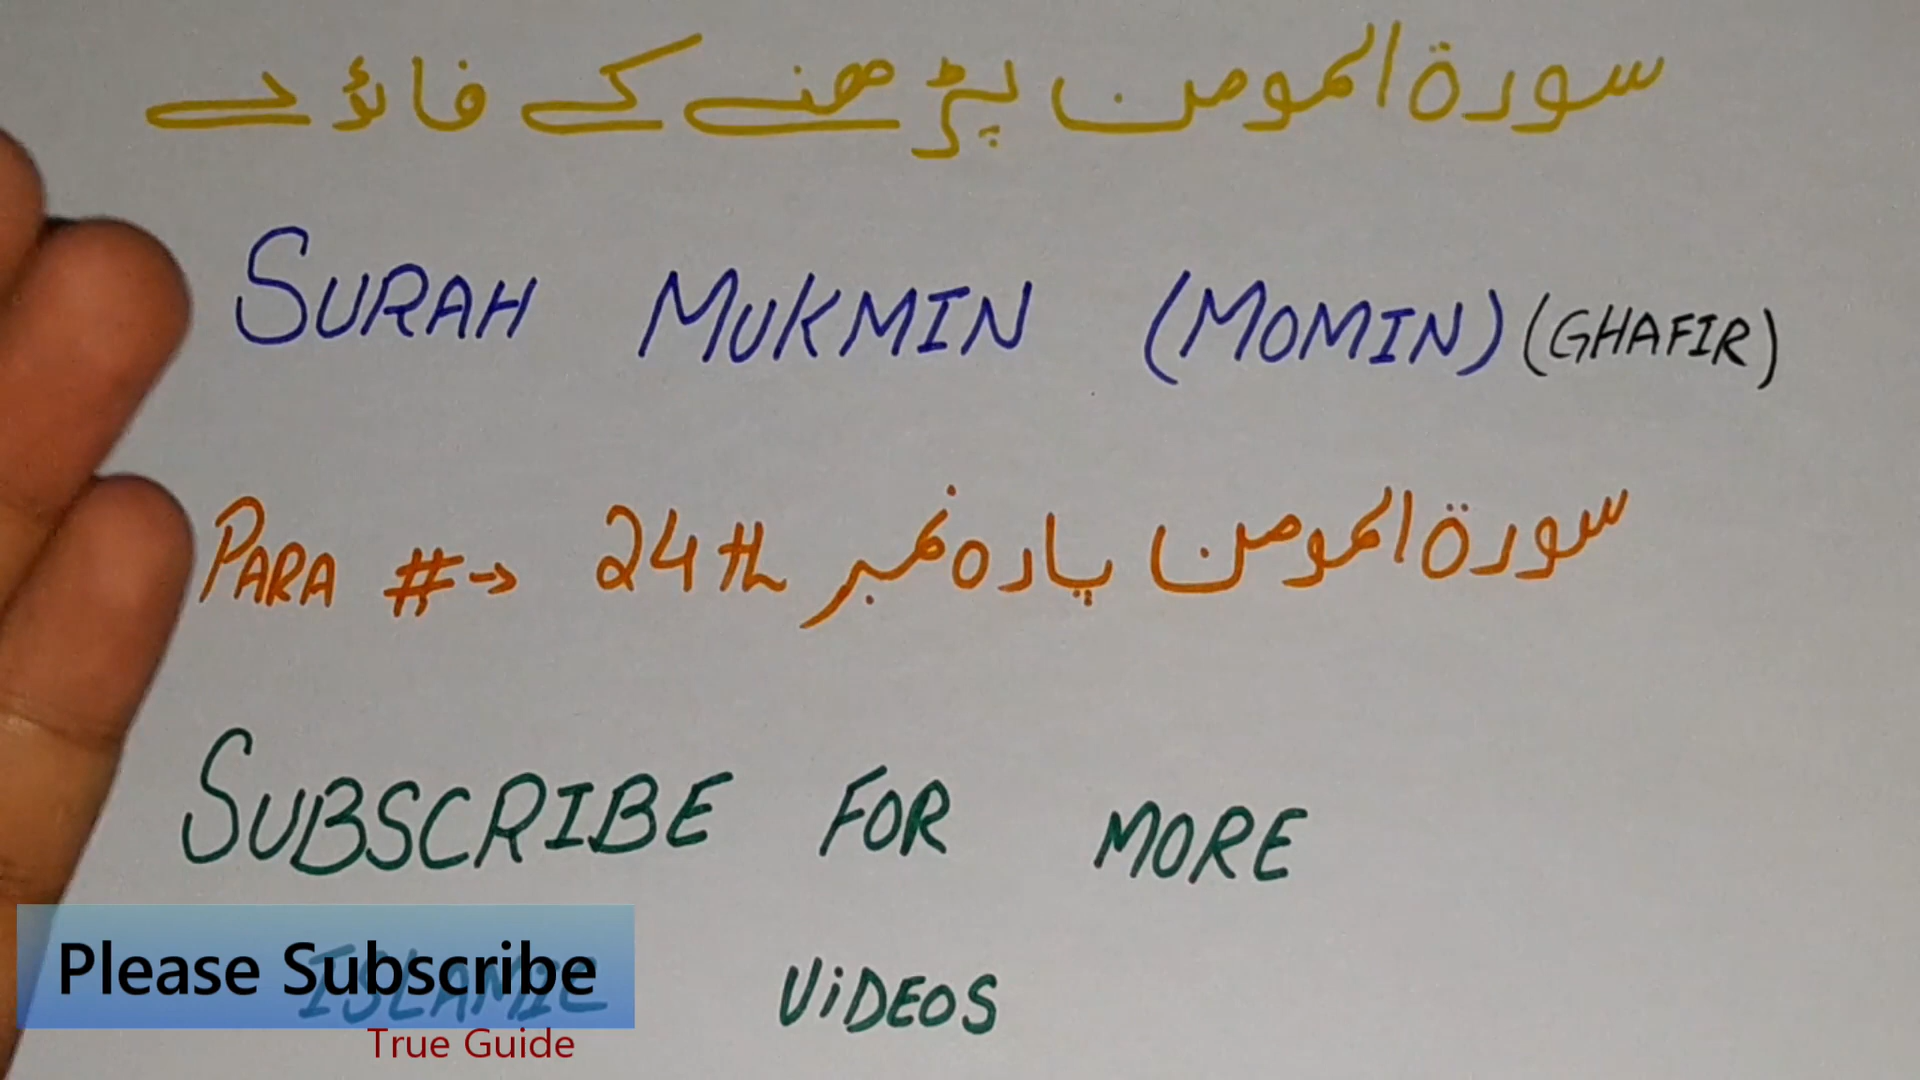 سورۃ المومن پڑھنے کے فائدے
SURAH MUKMIN (MOMIN) (GHAFIR)
سورۃ المومن پارہ نمبر 24th <- # PARA
SUBSCRIBE FOR MORE
ISLAMIC VIDEOS
Please Subscribe
True Guide